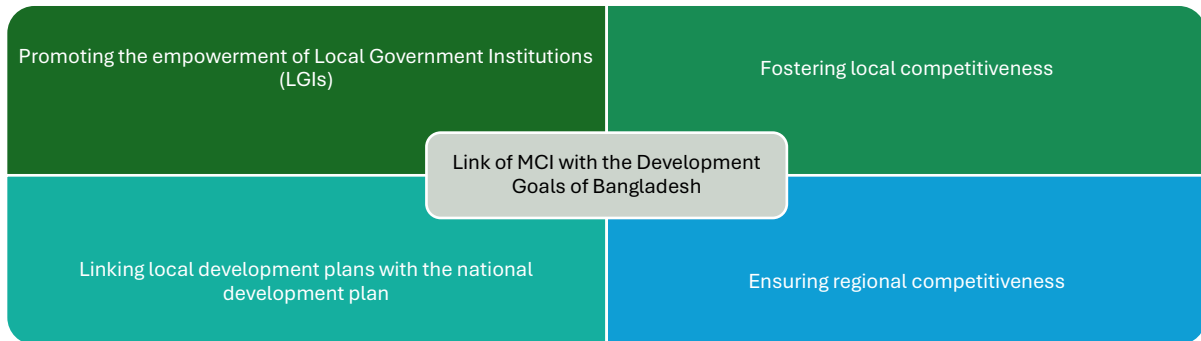 Promoting the empowerment of Local Government Institutions
(LGIs)
Fostering local competitiveness
Link of MCI with the Development
Goals of Bangladesh
Linking local development plans with the national
development plan
Ensuring regional competitiveness